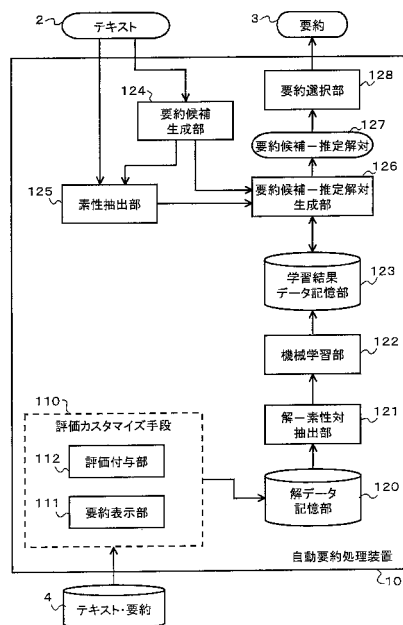 2
テキスト
3
要約
124
要約候補
生成部
128
要約選択部
127
要約候補－推定解対
126
要約候補－推定解対
生成部
125
素性抽出部
123
学習結果
データ記憶部
122
機械学習部
121
解－素性対
抽出部
120
解データ
記憶部
110
評価カスタマイズ手段
112
評価付与部
111
要約表示部
自動要約処理装置
10
4
テキスト・要約